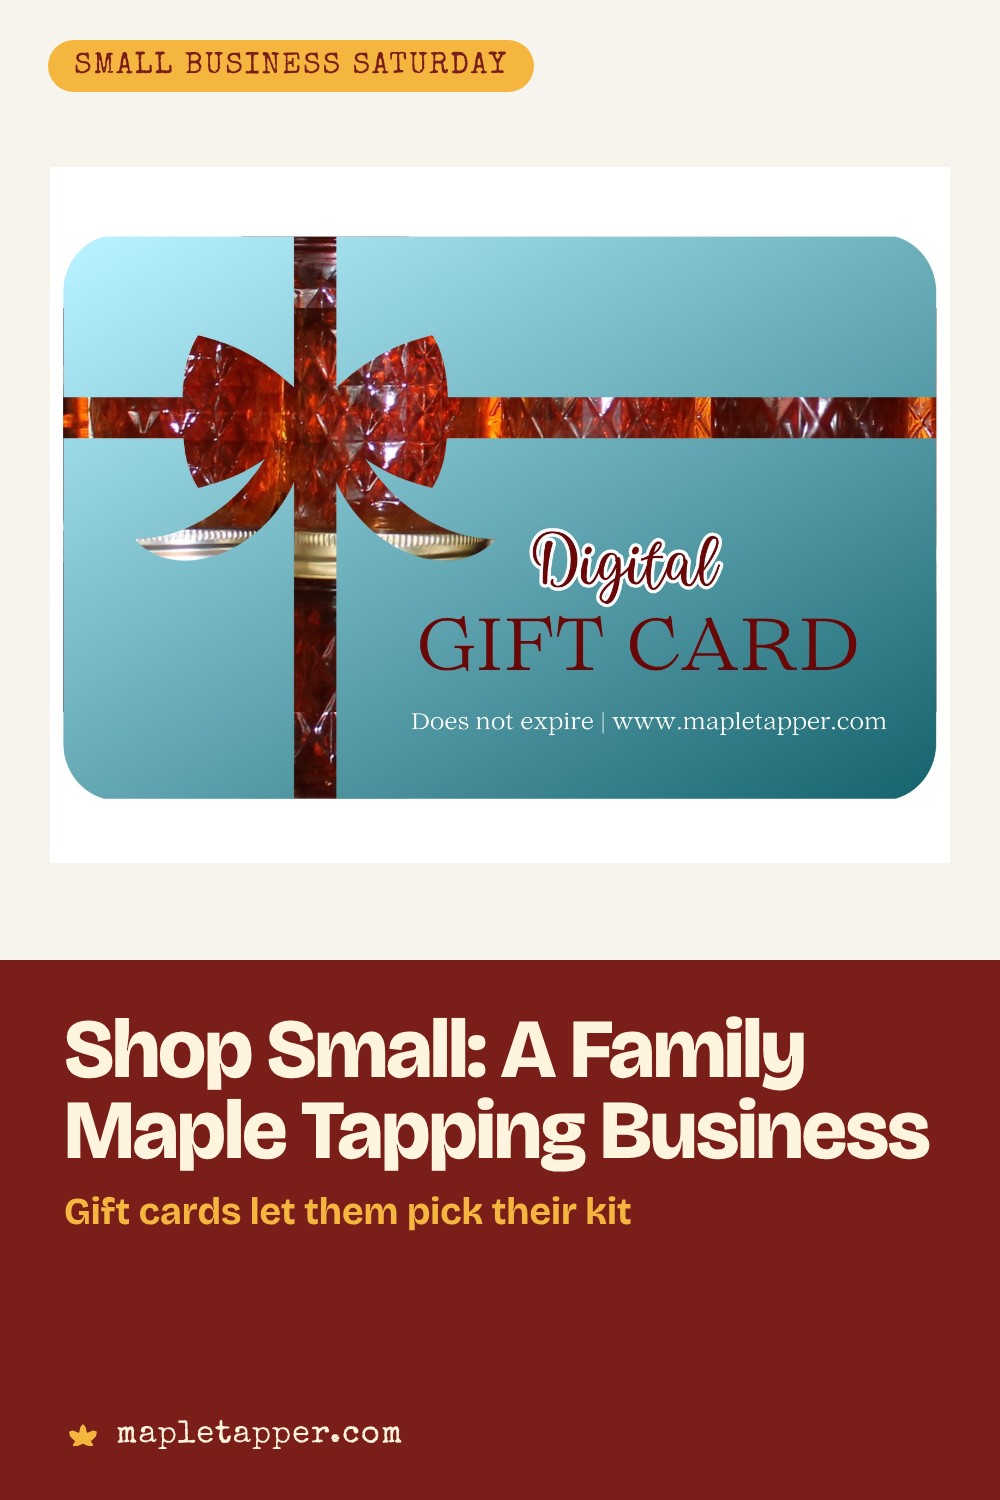 SMALL BUSINESS SATURDAY
Digital
GIFT CARD
Does not expire | www.mapletapper.com
Shop Small: A Family
Maple Tapping Business
Gift cards let them pick their kit
mapletapper.com